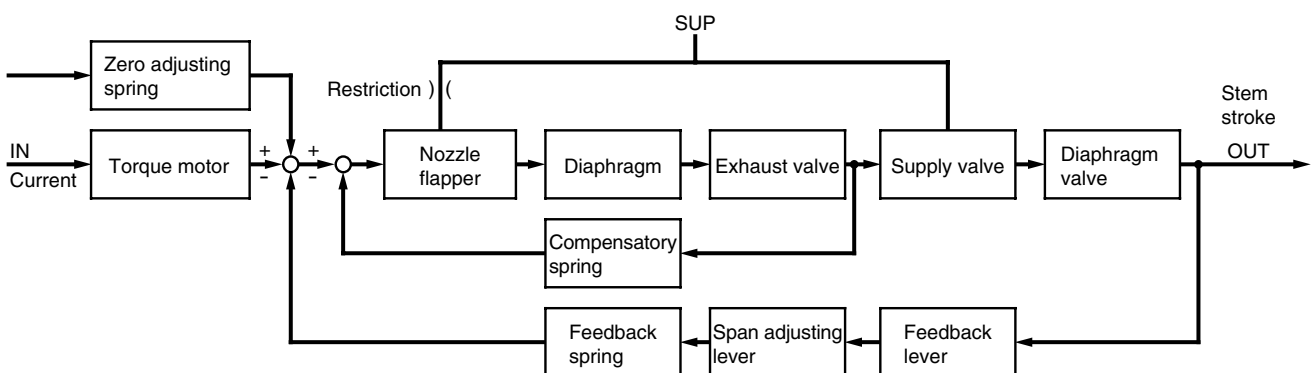 SUP
Zero adjusting
spring
Restriction ) (
Stem
stroke
IN
Current
Torque motor
+
-
+
-
Nozzle
flapper
Diaphragm
Exhaust valve
Supply valve
Diaphragm
valve
OUT
Compensatory
spring
Feedback
spring
Span adjusting
lever
Feedback
lever